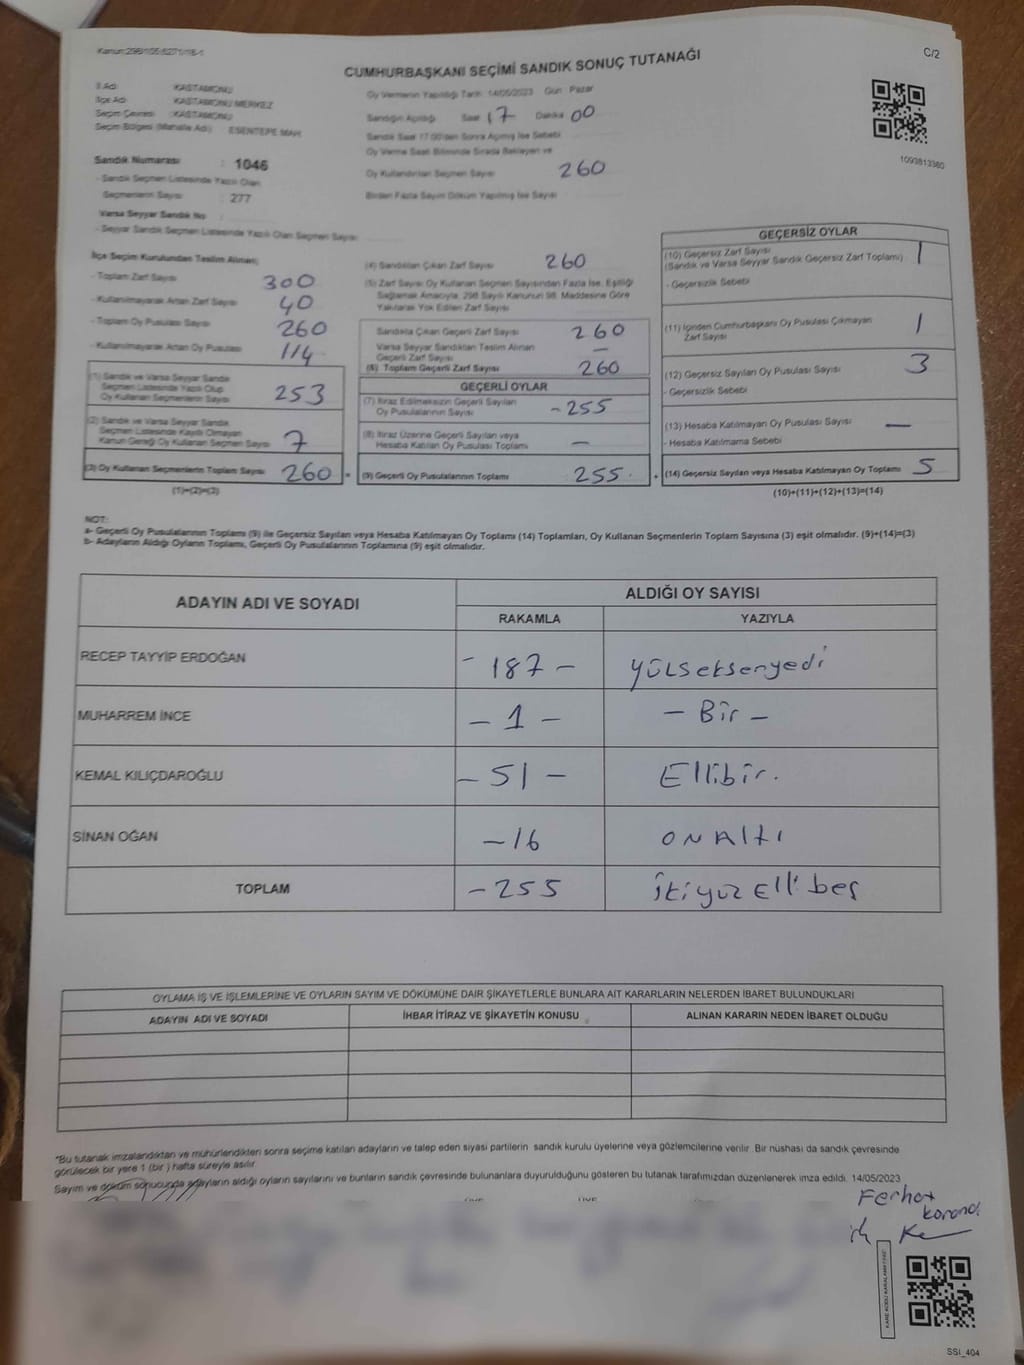 C/2
CUMHURBAŞKANI SEÇİMİ SANDIK SONUÇ TUTANAĞI
İl Adı : KASTAMONU
İlçe Adı : KASTAMONU MERKEZ
Seçim Çevresi : KASTAMONU
Seçim Bölgesi (Mahalle Adı) : ESENTEPE MAH.
Oy Vermenin Yapıldığı Tarih: 14/05/2023 Gün: Pazar
Sandığın Açıldığı Saat 17 Dakika 00
Sandık Saat 17.00'den Sonra Açılmış İse Sebebi
Oy Verme Saati Bitiminde Sırada Bekleyen ve
Oy Kullandırılan Seçmen Sayısı 260
Birden Fazla Sayım Döküm Yapılmış İse Sayısı
1093813380
Sandık Numarası : 1046
- Sandık Seçmen Listesinde Yazılı Olan
Seçmenlerin Sayısı : 277
Varsa Seyyar Sandık No :
- Seyyar Sandık Seçmen Listesinde Yazılı Olan Seçmen Sayısı
İlçe Seçim Kurulundan Teslim Alınan;
- Toplam Zarf Sayısı 300
- Kullanılmayarak Artan Zarf Sayısı 40
- Toplam Oy Pusulası Sayısı 260
- Kullanılmayarak Artan Oy Pusulası 114
(1) Sandık ve Varsa Seyyar Sandık
Seçmen Listesinde Yazılı Olup
Oy Kullanan Seçmenlerin Sayısı 253
(2) Sandık ve Varsa Seyyar Sandık
Seçmen Listesinde Kayıtlı Olmayan
Kanun Gereği Oy Kullanan Seçmen Sayısı 7
(3) Oy Kullanan Seçmenlerin Toplam Sayısı 260
(1)+(2)=(3)
(4) Sandıktan Çıkan Zarf Sayısı 260
(5) Zarf Sayısı Oy Kullanan Seçmen Sayısından Fazla İse, Eşitliği
Sağlamak Amacıyla, 298 Sayılı Kanunun 98. Maddesine Göre
Yakılarak Yok Edilen Zarf Sayısı
Sandıkta Çıkan Geçerli Zarf Sayısı 260
Varsa Seyyar Sandıktan Teslim Alınan
Geçerli Zarf Sayısı —
(6) Toplam Geçerli Zarf Sayısı 260
GEÇERLİ OYLAR
(7) İtiraz Edilmeksizin Geçerli Sayılan
Oy Pusulalarının Sayısı -255
(8) İtiraz Üzerine Geçerli Sayılan veya
Hesaba Katılan Oy Pusulası Toplamı —
(9) Geçerli Oy Pusulalarının Toplamı 255
GEÇERSİZ OYLAR
(10) Geçersiz Zarf Sayısı
(Sandık ve Varsa Seyyar Sandık Geçersiz Zarf Toplamı) 1
- Geçersizlik Sebebi
(11) İçinden Cumhurbaşkanı Oy Pusulası Çıkmayan
Zarf Sayısı 1
(12) Geçersiz Sayılan Oy Pusulası Sayısı 3
- Geçersizlik Sebebi
(13) Hesaba Katılmayan Oy Pusulası Sayısı —
- Hesaba Katılmama Sebebi
(14) Geçersiz Sayılan veya Hesaba Katılmayan Oy Toplamı 5
(10)+(11)+(12)+(13)=(14)
NOT:
a- Geçerli Oy Pusulalarının Toplamı (9) ile Geçersiz Sayılan veya Hesaba Katılmayan Oy Toplamı (14) Toplamları, Oy Kullanan Seçmenlerin Toplam Sayısına (3) eşit olmalıdır. (9)+(14)=(3)
b- Adayların Aldığı Oyların Toplamı, Geçerli Oy Pusulalarının Toplamına (9) eşit olmalıdır.
ADAYIN ADI VE SOYADI ALDIĞI OY SAYISI
RAKAMLA YAZIYLA
RECEP TAYYİP ERDOĞAN - 187 - yülseksenyedi
MUHARREM İNCE - 1 - - Bir -
KEMAL KILIÇDAROĞLU - 51 - Ellibir.
SİNAN OĞAN - 16 ONAltı
TOPLAM - 255 ikiyüz Elli beş
OYLAMA İŞ VE İŞLEMLERİNE VE OYLARIN SAYIM VE DÖKÜMÜNE DAİR ŞİKAYETLERLE BUNLARA AİT KARARLARIN NELERDEN İBARET BULUNDUKLARI
ADAYIN ADI VE SOYADI İHBAR İTİRAZ VE ŞİKAYETİN KONUSU ALINAN KARARIN NEDEN İBARET OLDUĞU
*Bu tutanak imzalandıktan ve mühürlendikten sonra seçime katılan adayların ve talep eden siyasi partilerin sandık kurulu üyelerine veya gözlemcilerine verilir. Bir nüshası da sandık çevresinde
görülecek bir yere 1 (bir) hafta süreyle asılır.
Sayım ve döküm sonucunda adayların aldığı oyların sayılarını ve bunların sandık çevresinde bulunanlara duyurulduğunu gösteren bu tutanak tarafımızdan düzenlenerek imza edildi. 14/05/2023
Ferhat
SSI_404